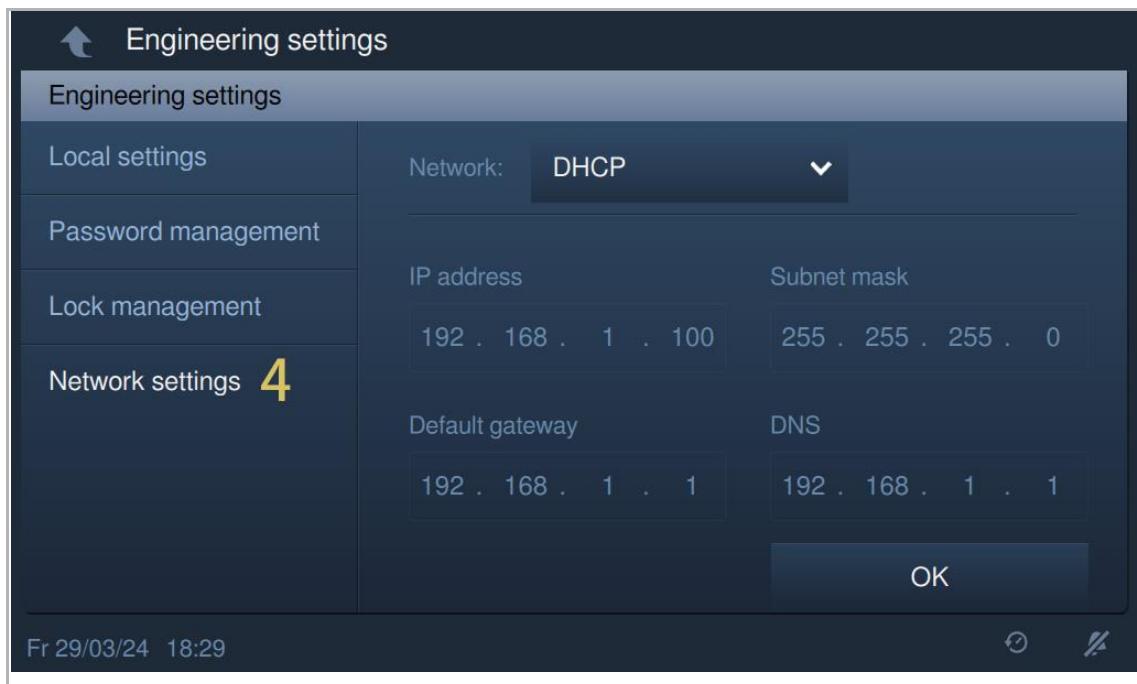 Engineering settings
Engineering settings
Local settings
Password management
Lock management
Network settings 4
Network: DHCP
IP address
192 . 168 . 1 . 100
Subnet mask
255 . 255 . 255 . 0
Default gateway
192 . 168 . 1 . 1
DNS
192 . 168 . 1 . 1
OK
Fr 29/03/24 18:29